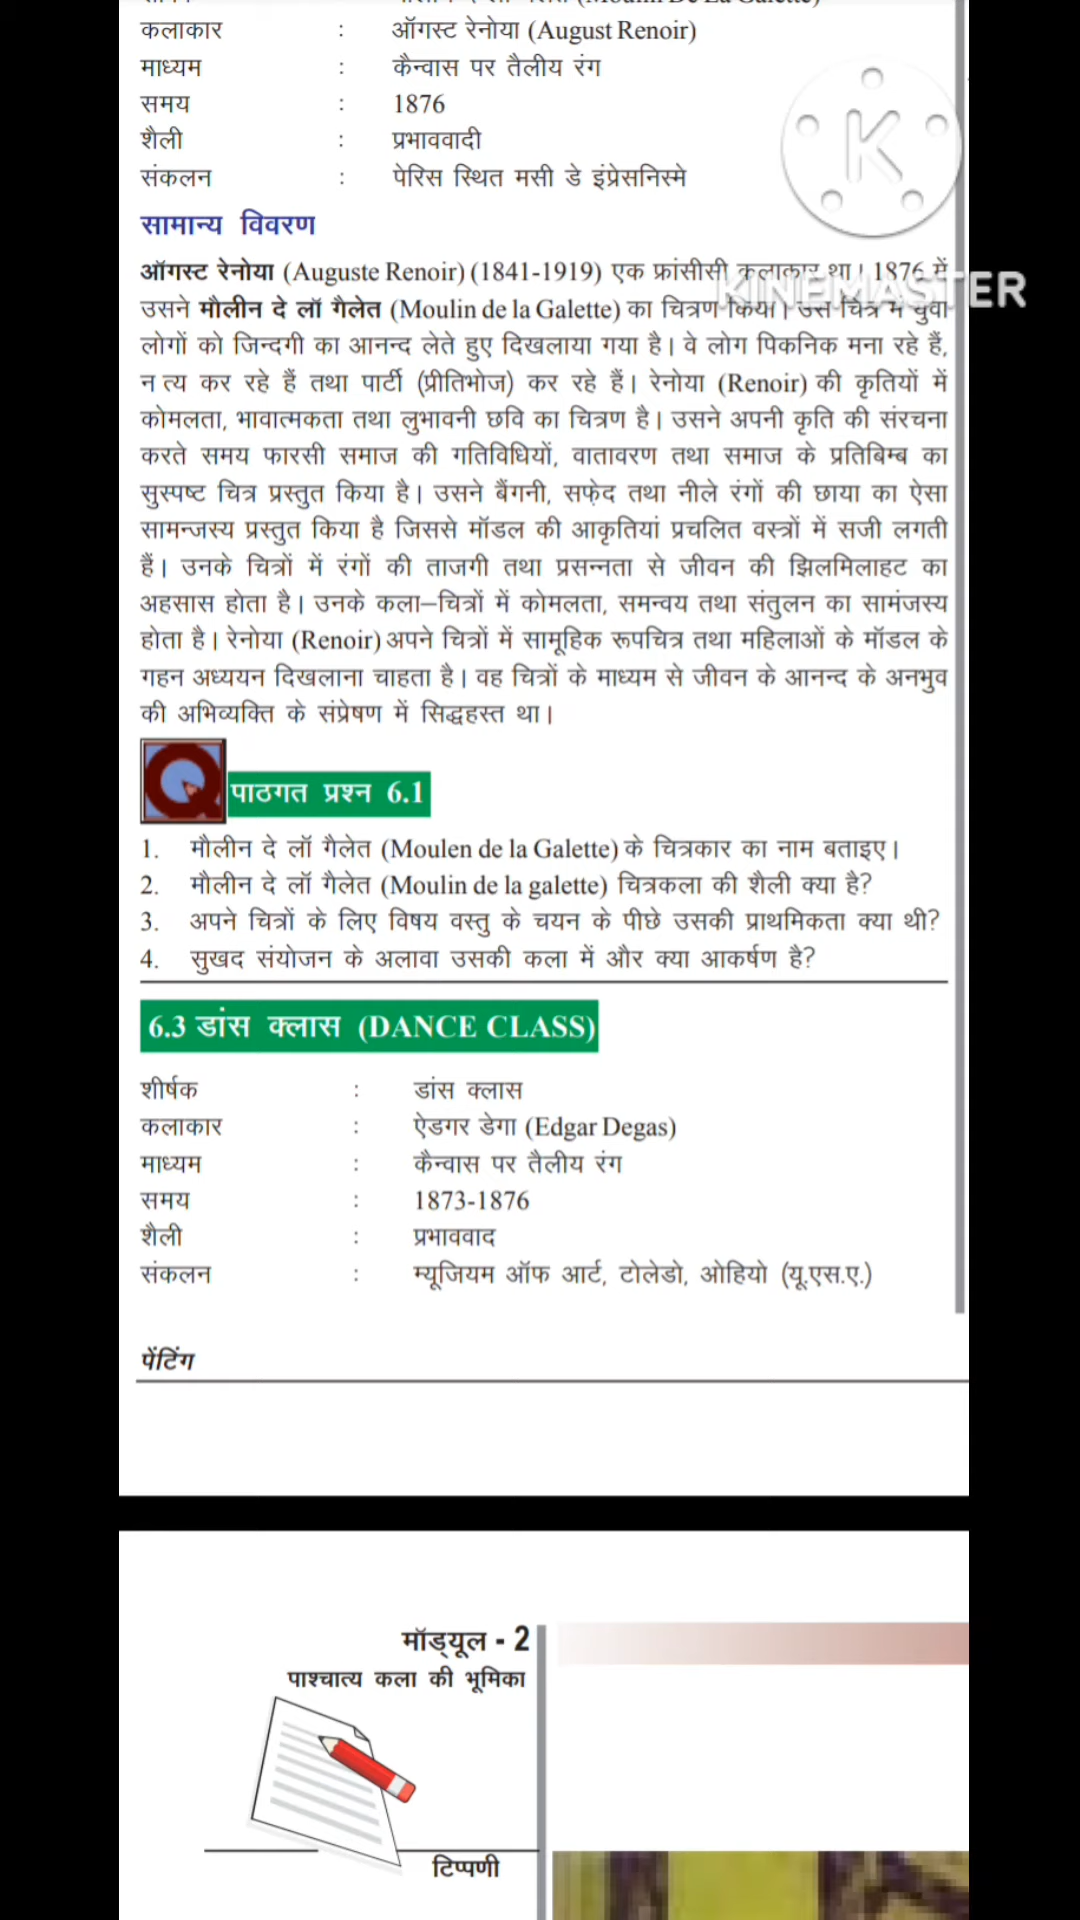 कलाकार : ऑगस्ट रेनोया (August Renoir)
माध्यम : कैन्वास पर तैलीय रंग
समय : 1876
शैली : प्रभाववादी
संकलन : पेरिस स्थित मसी डे इंप्रेसनिस्मे
K
KINEMASTER
सामान्य विवरण
ऑगस्ट रेनोया (Auguste Renoir) (1841-1919) एक फ्रांसीसी कलाकार था। 1876 में
उसने मौलीन दे लॉ गैलेत (Moulin de la Galette) का चित्रण किया। उस चित्र में युवा
लोगों को जिन्दगी का आनन्द लेते हुए दिखलाया गया है। वे लोग पिकनिक मना रहे हैं,
न त्य कर रहे हैं तथा पार्टी (प्रीतिभोज) कर रहे हैं। रेनोया (Renoir) की कृतियों में
कोमलता, भावात्मकता तथा लुभावनी छवि का चित्रण है। उसने अपनी कृति की संरचना
करते समय फारसी समाज की गतिविधियों, वातावरण तथा समाज के प्रतिबिम्ब का
सुस्पष्ट चित्र प्रस्तुत किया है। उसने बैंगनी, सफ़ेद तथा नीले रंगों की छाया का ऐसा
सामन्जस्य प्रस्तुत किया है जिससे मॉडल की आकृतियां प्रचलित वस्त्रों में सजी लगती
हैं। उनके चित्रों में रंगों की ताजगी तथा प्रसन्नता से जीवन की झिलमिलाहट का
अहसास होता है। उनके कला–चित्रों में कोमलता, समन्वय तथा संतुलन का सामंजस्य
होता है। रेनोया (Renoir) अपने चित्रों में सामूहिक रूपचित्र तथा महिलाओं के मॉडल के
गहन अध्ययन दिखलाना चाहता है। वह चित्रों के माध्यम से जीवन के आनन्द के अनुभव
की अभिव्यक्ति के संप्रेषण में सिद्धहस्त था।
Q पाठगत प्रश्न 6.1
1. मौलीन दे लॉ गैलेत (Moulen de la Galette) के चित्रकार का नाम बताइए।
2. मौलीन दे लॉ गैलेत (Moulin de la galette) चित्रकला की शैली क्या है?
3. अपने चित्रों के लिए विषय वस्तु के चयन के पीछे उसकी प्राथमिकता क्या थी?
4. सुखद संयोजन के अलावा उसकी कला में और क्या आकर्षण है?
6.3 डांस क्लास (DANCE CLASS)
शीर्षक : डांस क्लास
कलाकार : ऐडगर डेगा (Edgar Degas)
माध्यम : कैन्वास पर तैलीय रंग
समय : 1873-1876
शैली : प्रभाववाद
संकलन : म्यूजियम ऑफ आर्ट, टोलेडो, ओहियो (यू.एस.ए.)
पेंटिंग
मॉड्यूल - 2
पाश्चात्य कला की भूमिका
टिप्पणी